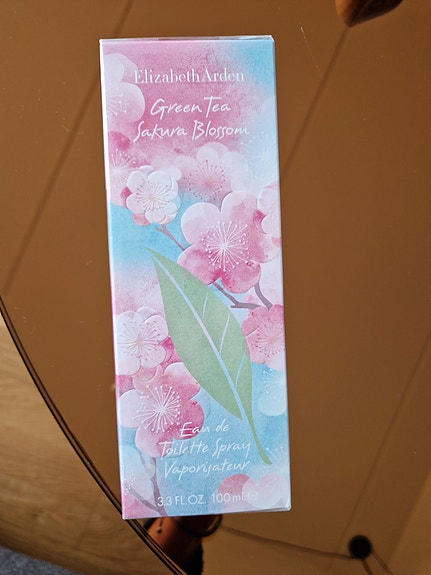 Elizabeth Arden
Green Tea
Sakura Blossom
Eau de
Toilette Spray
Vaporisateur
3.3 FL.OZ. 100 ml e